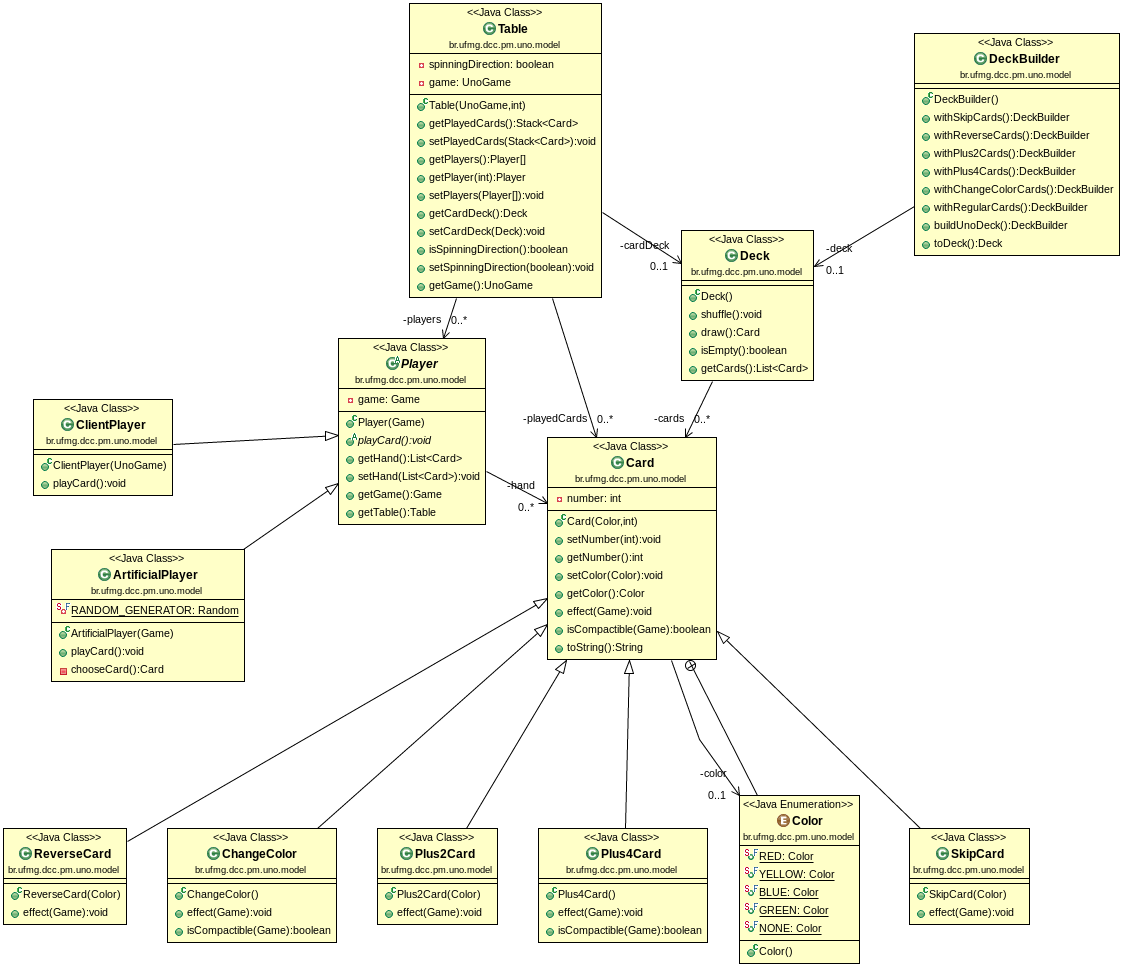 <<Java Class>>
Table
br.ufmg.dcc.pm.uno.model
spinningDirection: boolean
game: UnoGame
Table(UnoGame,int)
getPlayedCards():Stack<Card>
setPlayedCards(Stack<Card>):void
getPlayers():Player[]
getPlayer(int):Player
setPlayers(Player[]):void
getCardDeck():Deck
setCardDeck(Deck):void
isSpinningDirection():boolean
setSpinningDirection(boolean):void
getGame():UnoGame
<<Java Class>>
DeckBuilder
br.ufmg.dcc.pm.uno.model
DeckBuilder()
withSkipCards():DeckBuilder
withReverseCards():DeckBuilder
withPlus2Cards():DeckBuilder
withPlus4Cards():DeckBuilder
withChangeColorCards():DeckBuilder
withRegularCards():DeckBuilder
buildUnoDeck():DeckBuilder
toDeck():Deck
-cardDeck
0..1
-deck
0..1
<<Java Class>>
Deck
br.ufmg.dcc.pm.uno.model
Deck()
shuffle():void
draw():Card
isEmpty():boolean
getCards():List<Card>
-players
0..*
<<Java Class>>
Player
br.ufmg.dcc.pm.uno.model
game: Game
Player(Game)
playCard():void
getHand():List<Card>
setHand(List<Card>):void
getGame():Game
getTable():Table
-playedCards
0..*
-cards
0..*
<<Java Class>>
ClientPlayer
br.ufmg.dcc.pm.uno.model
ClientPlayer(UnoGame)
playCard():void
-hand
0..*
<<Java Class>>
Card
br.ufmg.dcc.pm.uno.model
number: int
Card(Color,int)
setNumber(int):void
getNumber():int
setColor(Color):void
getColor():Color
effect(Game):void
isCompactible(Game):boolean
toString():String
<<Java Class>>
ArtificialPlayer
br.ufmg.dcc.pm.uno.model
RANDOM_GENERATOR: Random
ArtificialPlayer(Game)
playCard():void
chooseCard():Card
-color
0..1
<<Java Class>>
ReverseCard
br.ufmg.dcc.pm.uno.model
ReverseCard(Color)
effect(Game):void
<<Java Class>>
ChangeColor
br.ufmg.dcc.pm.uno.model
ChangeColor()
effect(Game):void
isCompactible(Game):boolean
<<Java Class>>
Plus2Card
br.ufmg.dcc.pm.uno.model
Plus2Card(Color)
effect(Game):void
<<Java Class>>
Plus4Card
br.ufmg.dcc.pm.uno.model
Plus4Card()
effect(Game):void
isCompactible(Game):boolean
<<Java Enumeration>>
Color
br.ufmg.dcc.pm.uno.model
RED: Color
YELLOW: Color
BLUE: Color
GREEN: Color
NONE: Color
Color()
<<Java Class>>
SkipCard
br.ufmg.dcc.pm.uno.model
SkipCard(Color)
effect(Game):void